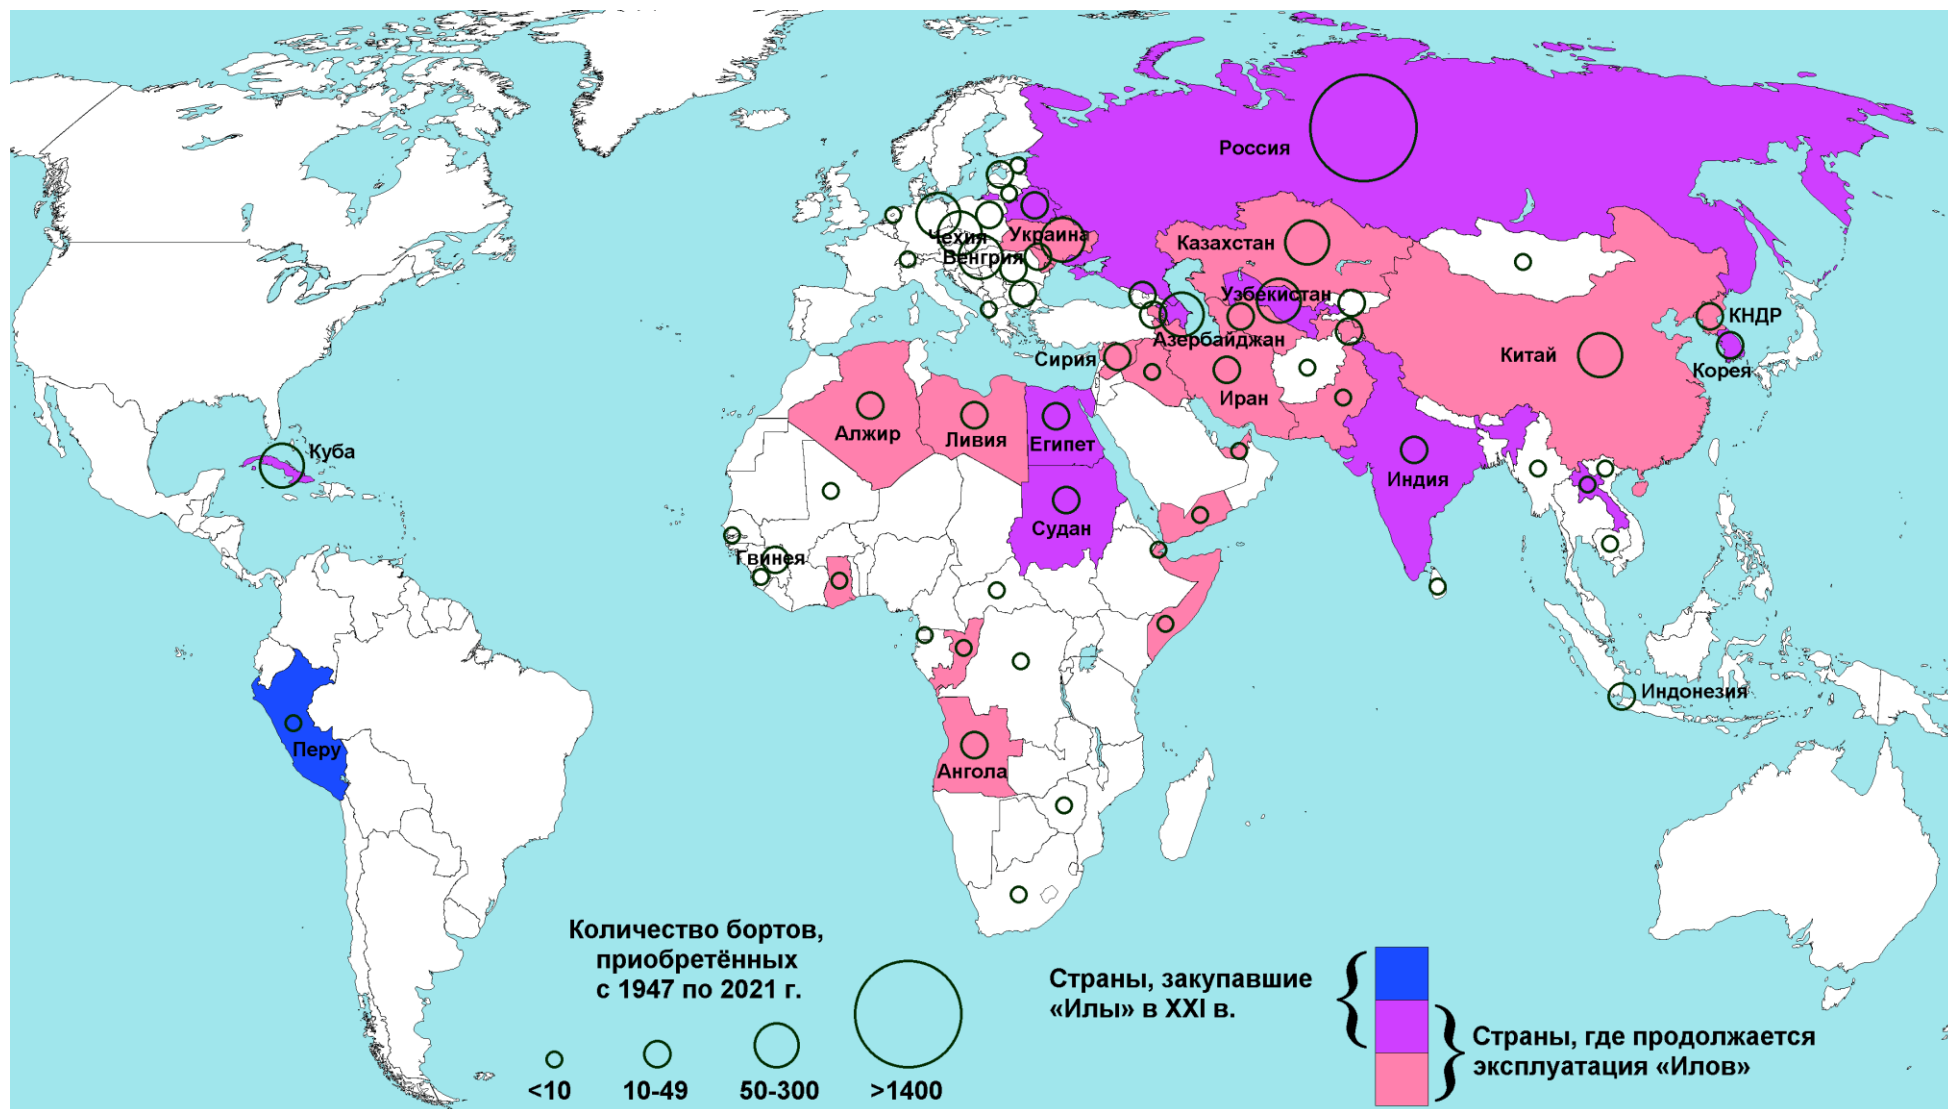 Россия
Чехия
Украина
Венгрия
Казахстан
Узбекистан
КНДР
Азербайджан
Сирия
Китай
Корея
Иран
Алжир
Ливия
Египет
Куба
Индия
Судан
Гвинея
Индонезия
Перу
Ангола
Количество бортов,
приобретённых
с 1947 по 2021 г.
<10
10-49
50-300
>1400
Страны, закупавшие
«Илы» в XXI в.
Страны, где продолжается
эксплуатация «Илов»